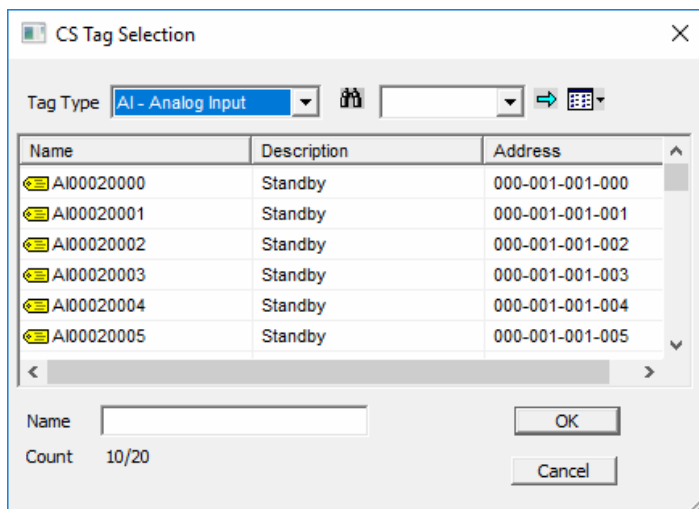 CS Tag Selection
Tag Type AI - Analog Input
Name Description Address
AI00020000 Standby 000-001-001-000
AI00020001 Standby 000-001-001-001
AI00020002 Standby 000-001-001-002
AI00020003 Standby 000-001-001-003
AI00020004 Standby 000-001-001-004
AI00020005 Standby 000-001-001-005
Name OK
Count 10/20
Cancel